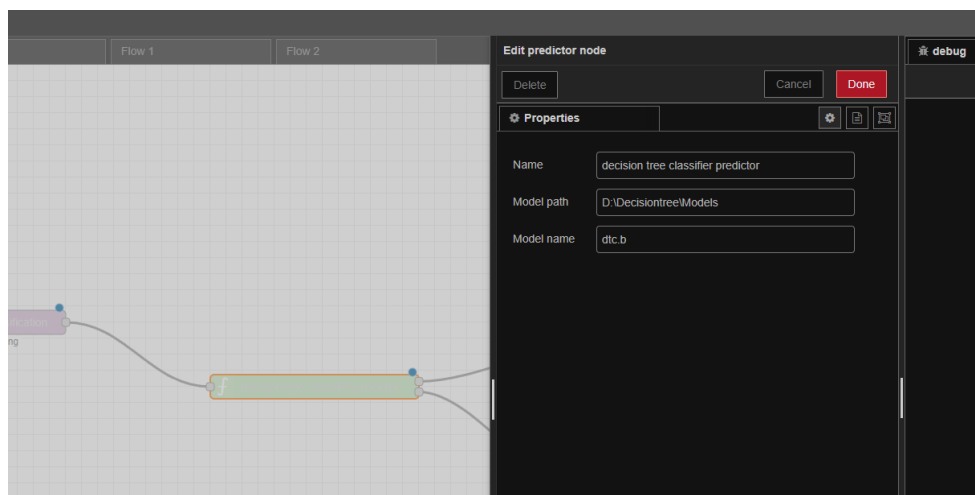 Flow 1
Flow 2
Edit predictor node
debug
Delete
Cancel
Done
Properties
Name
decision tree classifier predictor
Model path
D:\Decisiontree\Models
Model name
dtc.b
ng